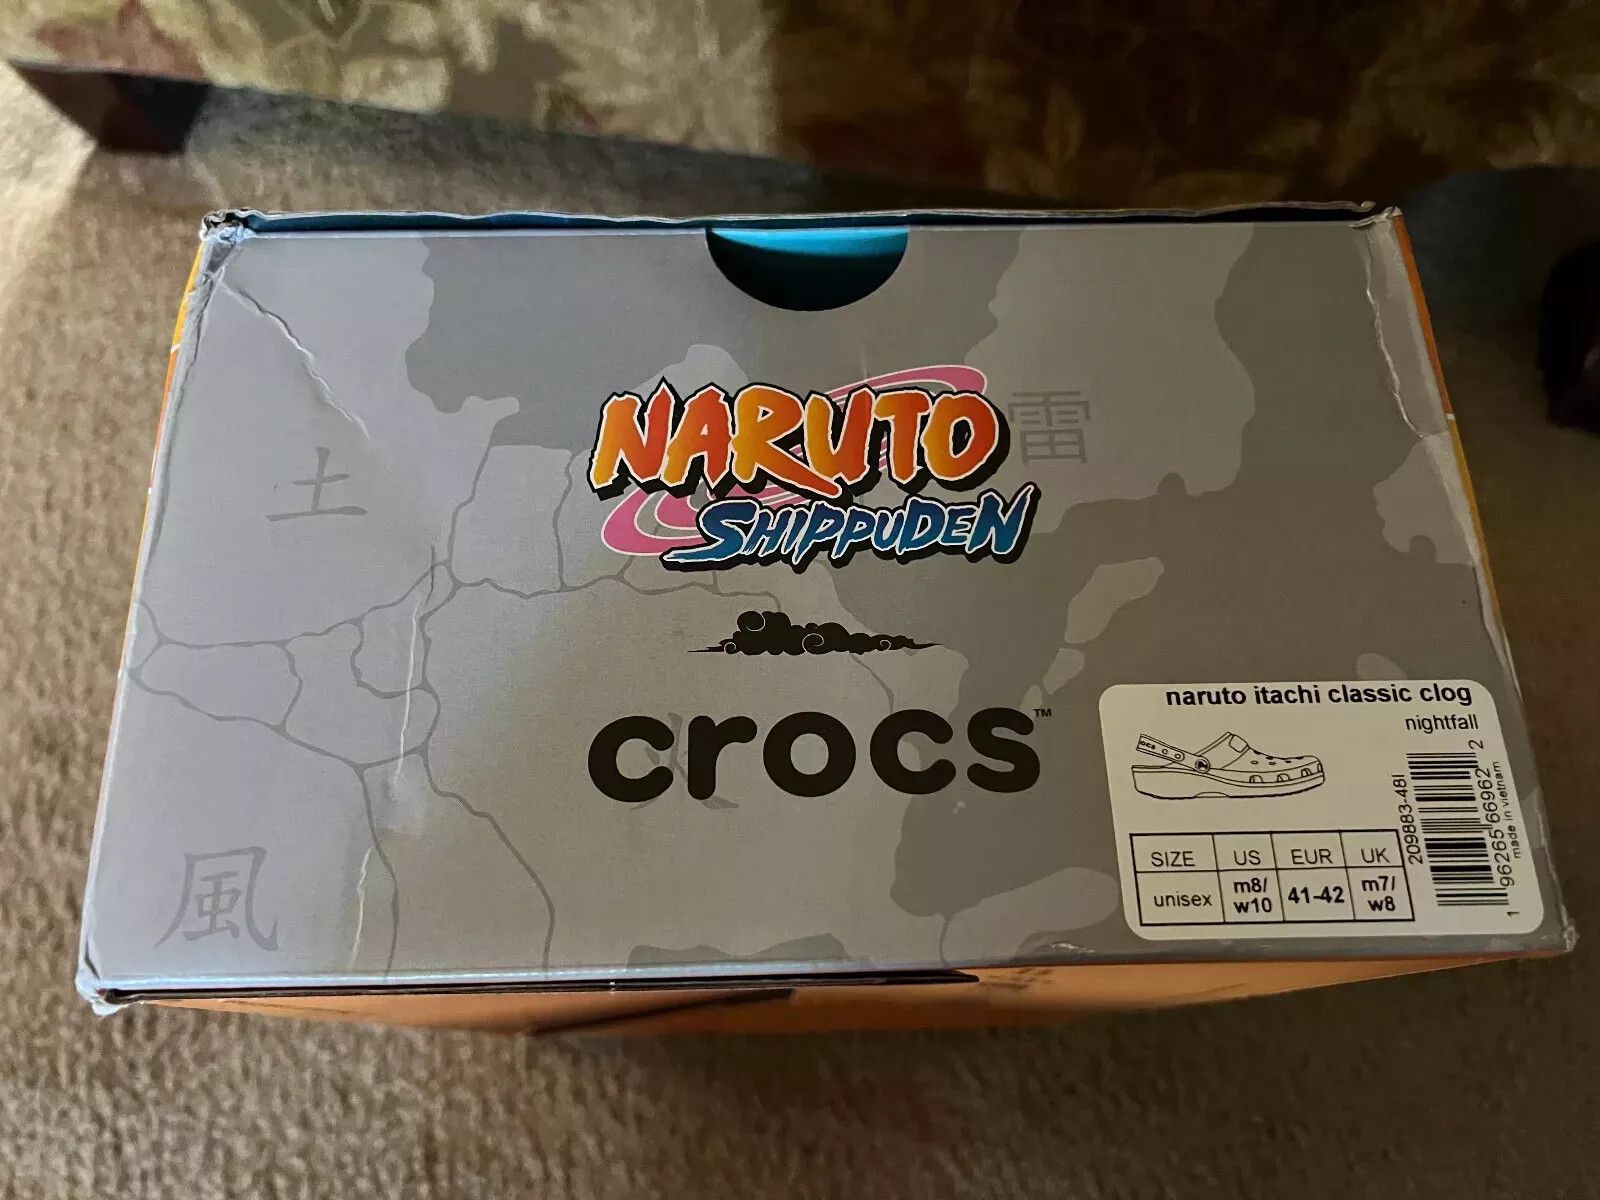 NARUTO
SHIPPUDEN
雷
土
crocs™
風
naruto itachi classic clog
nightfall
SIZE US EUR UK
unisex m8/ w10 41-42 m7/ w8
209883-48I
1 96265 66962 2
made in vietnam